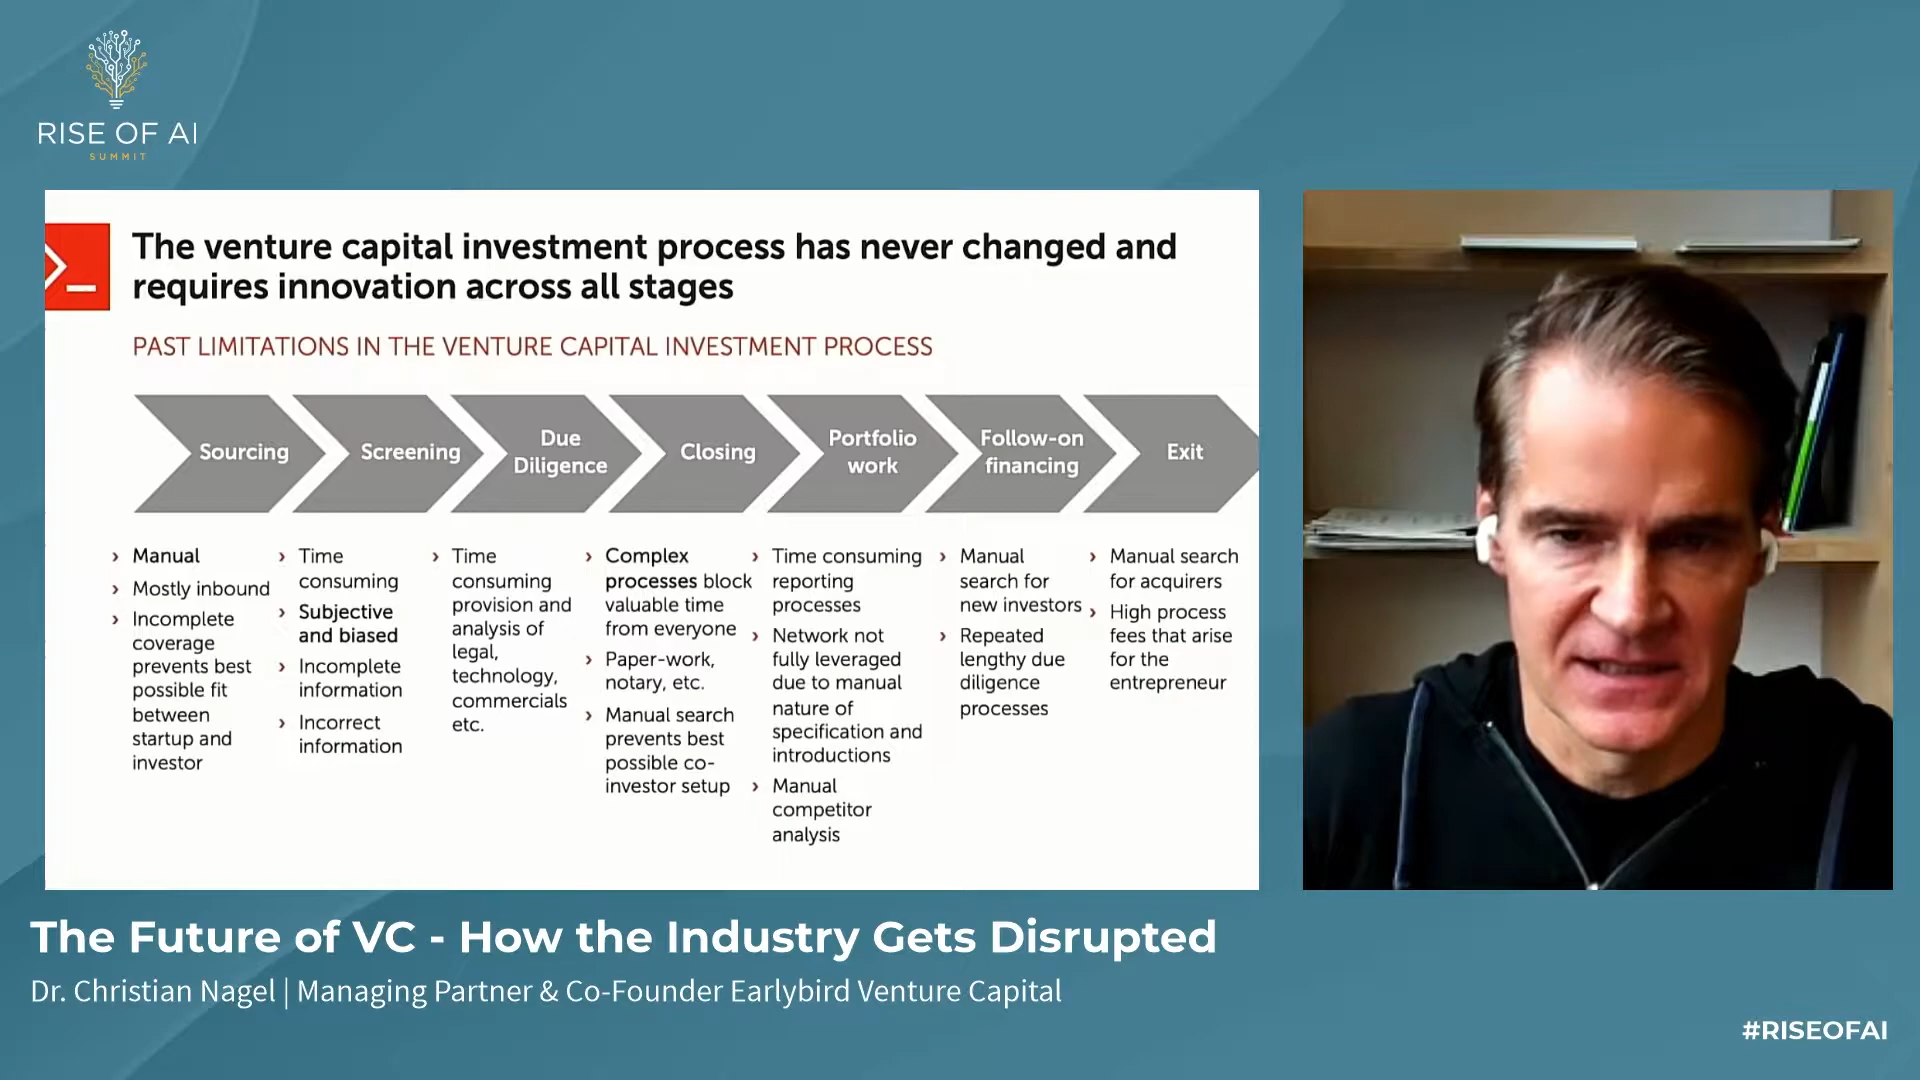 RISE OF AI
SUMMIT
The venture capital investment process has never changed and
requires innovation across all stages
PAST LIMITATIONS IN THE VENTURE CAPITAL INVESTMENT PROCESS
Sourcing
Screening
Due
Diligence
Closing
Portfolio
work
Follow-on
financing
Exit
› Manual
› Mostly inbound
› Incomplete
coverage
prevents best
possible fit
between
startup and
investor
› Time
consuming
› Subjective
and biased
› Incomplete
information
› Incorrect
information
› Time
consuming
provision and
analysis of
legal,
technology,
commercials
etc.
› Complex
processes block
valuable time
from everyone
› Paper-work,
notary, etc.
› Manual search
prevents best
possible co-
investor setup
› Time consuming
reporting
processes
› Network not
fully leveraged
due to manual
nature of
specification and
introductions
› Manual
competitor
analysis
› Manual
search for
new investors
› Repeated
lengthy due
diligence
processes
› Manual search
for acquirers
› High process
fees that arise
for the
entrepreneur
The Future of VC - How the Industry Gets Disrupted
Dr. Christian Nagel | Managing Partner & Co-Founder Earlybird Venture Capital
#RISEOFAI